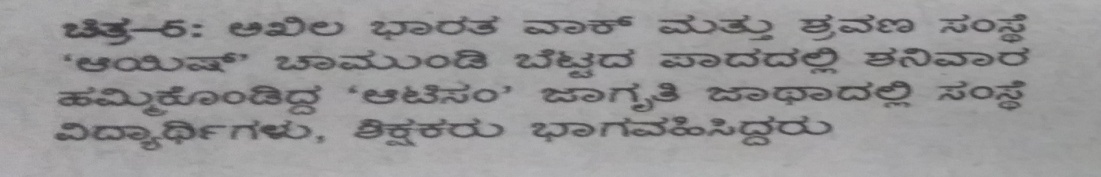 ಚಿತ್ರ–6: ಅಖಿಲ ಭಾರತ ವಾಕ್ ಮತ್ತು ಶ್ರವಣ ಸಂಸ್ಥೆ
‘ಆಯಿಷ್’ ಚಾಮುಂಡಿ ಬೆಟ್ಟದ ಪಾದದಲ್ಲಿ ಶನಿವಾರ
ಹಮ್ಮಿಕೊಂಡಿದ್ದ ‘ಆಟಿಸಂ’ ಜಾಗೃತಿ ಜಾಥಾದಲ್ಲಿ ಸಂಸ್ಥೆ
ವಿದ್ಯಾರ್ಥಿಗಳು, ಶಿಕ್ಷಕರು ಭಾಗವಹಿಸಿದ್ದರು